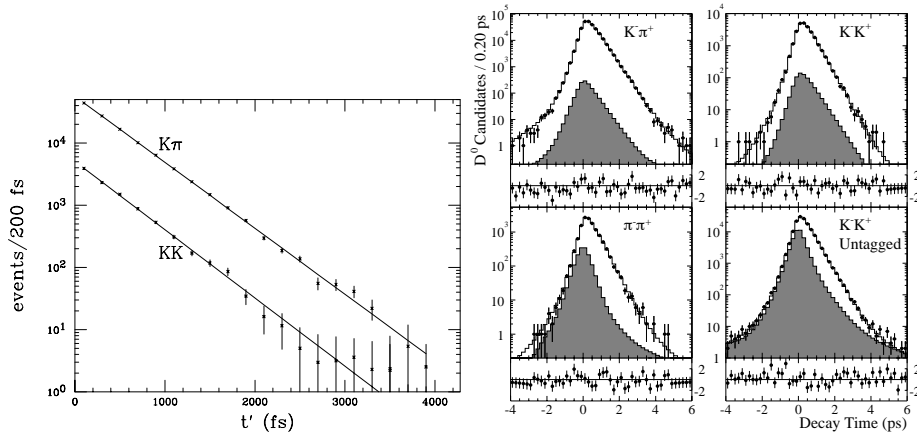 events/200 fs
10⁴
10³
10²
10¹
10⁰
Kπ
KK
0 1000 2000 3000 4000
t' (fs)
D⁰ Candidates / 0.20 ps
10⁵
10⁴
10³
10²
10
1
K⁻π⁺
10⁴
10³
10²
10
1
K⁻K⁺
2
-2
2
-2
10³
10²
10
1
π⁻π⁺
10⁴
10³
10²
10
1
K⁻K⁺
Untagged
2
-2
2
-2
-4 -2 0 2 4 6
-4 -2 0 2 4 6
Decay Time (ps)